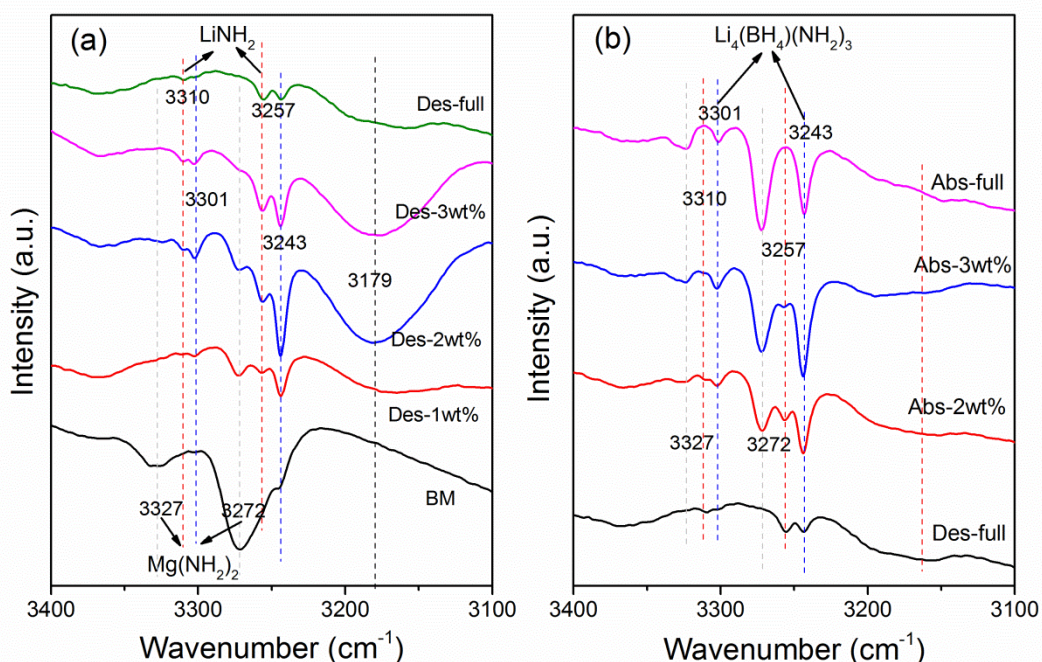 (a)
LiNH₂
3310
3257
Des-full
3301
Des-3wt%
3243
3179
Des-2wt%
Des-1wt%
3327
3272
BM
Mg(NH₂)₂
3400
3300
3200
3100
Wavenumber (cm⁻¹)
Intensity (a.u.)
(b)
Li₄(BH₄)(NH₂)₃
3301
3243
Abs-full
3310
3257
Abs-3wt%
Abs-2wt%
3327
3272
Des-full
3400
3300
3200
3100
Wavenumber (cm⁻¹)
Intensity (a.u.)